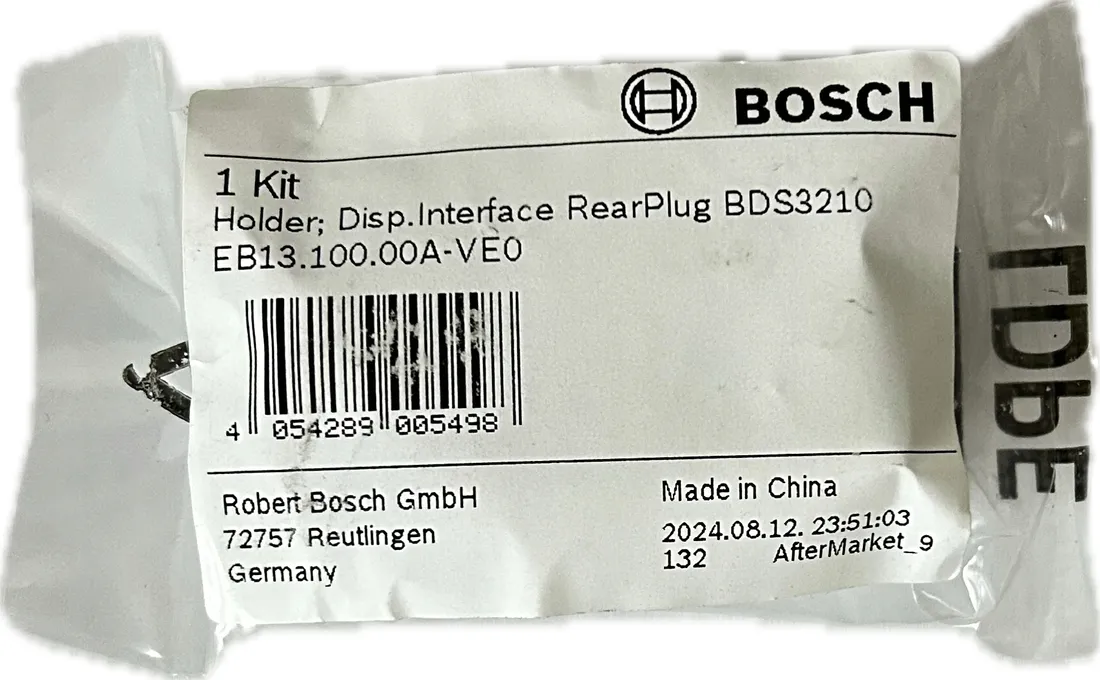 BOSCH
1 Kit
Holder; Disp.Interface RearPlug BDS3210
EB13.100.00A-VE0
4 054289 005498
Robert Bosch GmbH
72757 Reutlingen
Germany
Made in China
2024.08.12. 23:51:03
132 AfterMarket_9
LDPE